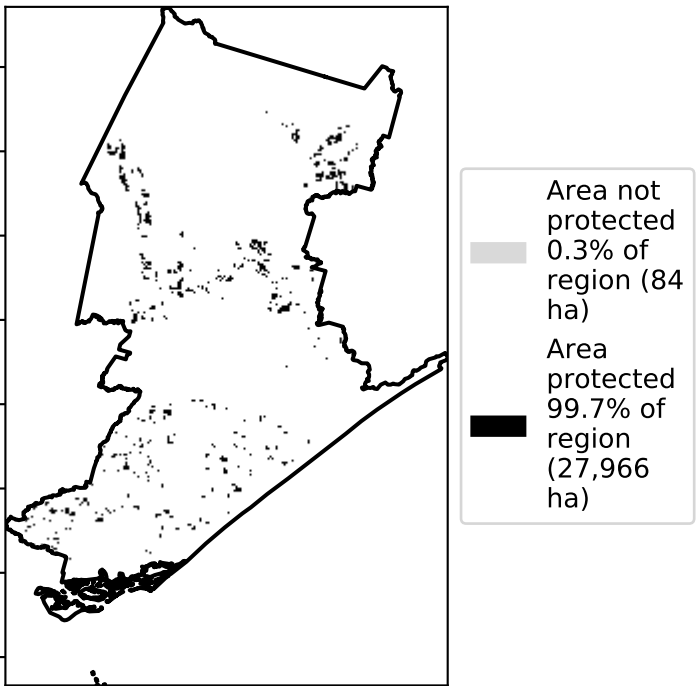 Area not
protected
0.3% of
region (84
ha)
Area
protected
99.7% of
region
(27,966
ha)